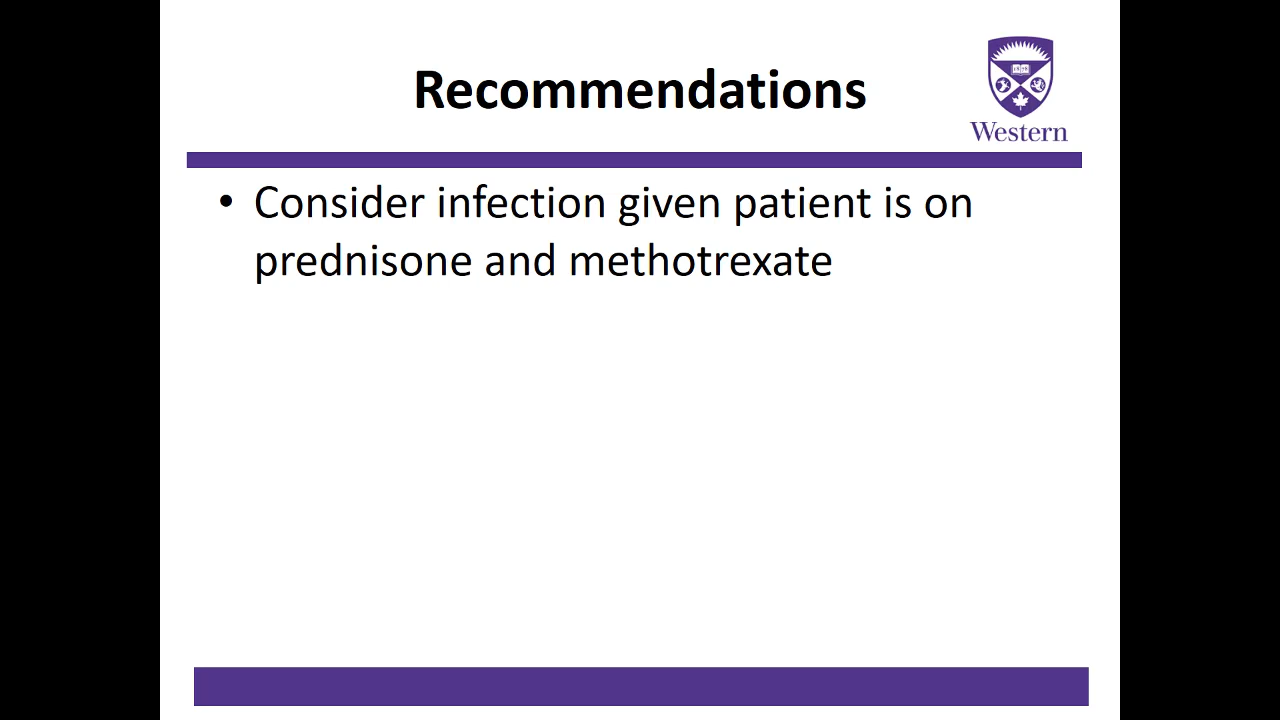 Recommendations
Western
• Consider infection given patient is on
prednisone and methotrexate